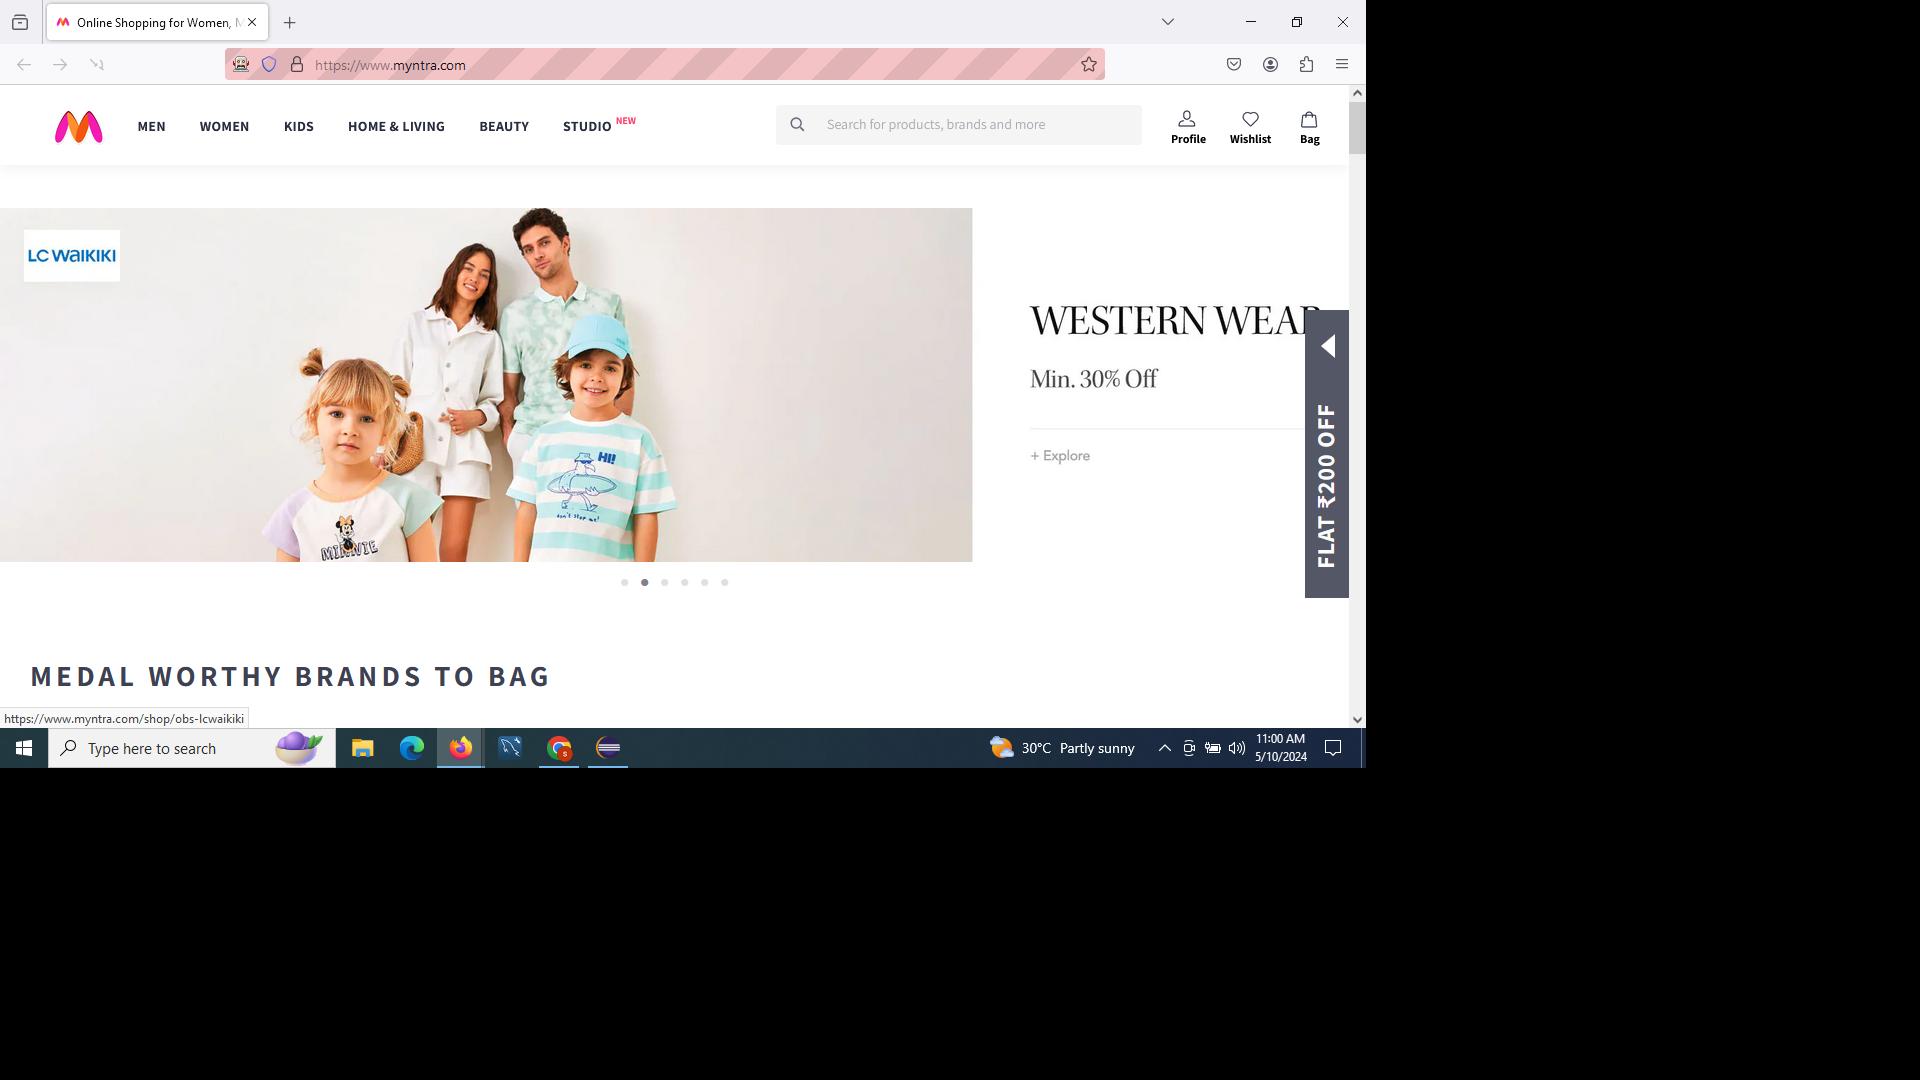 Online Shopping for Women, M
https://www.myntra.com
MEN WOMEN KIDS HOME & LIVING BEAUTY STUDIO NEW
Search for products, brands and more
Profile Wishlist Bag
LC WAIKIKI
WESTERN WEAR
Min. 30% Off
+ Explore
FLAT ₹200 OFF
HI!
don't stop me!
MINNIE
MEDAL WORTHY BRANDS TO BAG
https://www.myntra.com/shop/obs-lcwaikiki
Type here to search
S
30°C Partly sunny
11:00 AM
5/10/2024